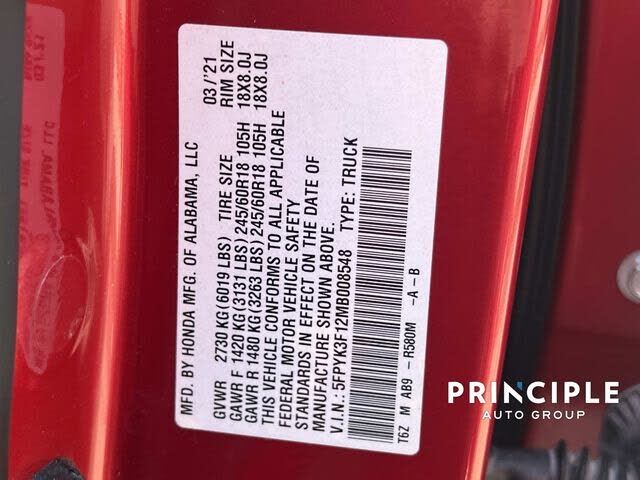 MFD. BY HONDA MFG. OF ALABAMA, LLC 03/'21
GVWR 2730 KG (6019 LBS) TIRE SIZE RIM SIZE
GAWR F 1420 KG (3131 LBS) 245/60R18 105H 18X8.0J
GAWR R 1480 KG (3263 LBS) 245/60R18 105H 18X8.0J
THIS VEHICLE CONFORMS TO ALL APPLICABLE
FEDERAL MOTOR VEHICLE SAFETY
STANDARDS IN EFFECT ON THE DATE OF
MANUFACTURE SHOWN ABOVE.
V.I.N.: 5FPYK3F12MB008548 TYPE: TRUCK
T6Z M AB9 -R580M -A -B
PRINCIPLE
AUTO GROUP